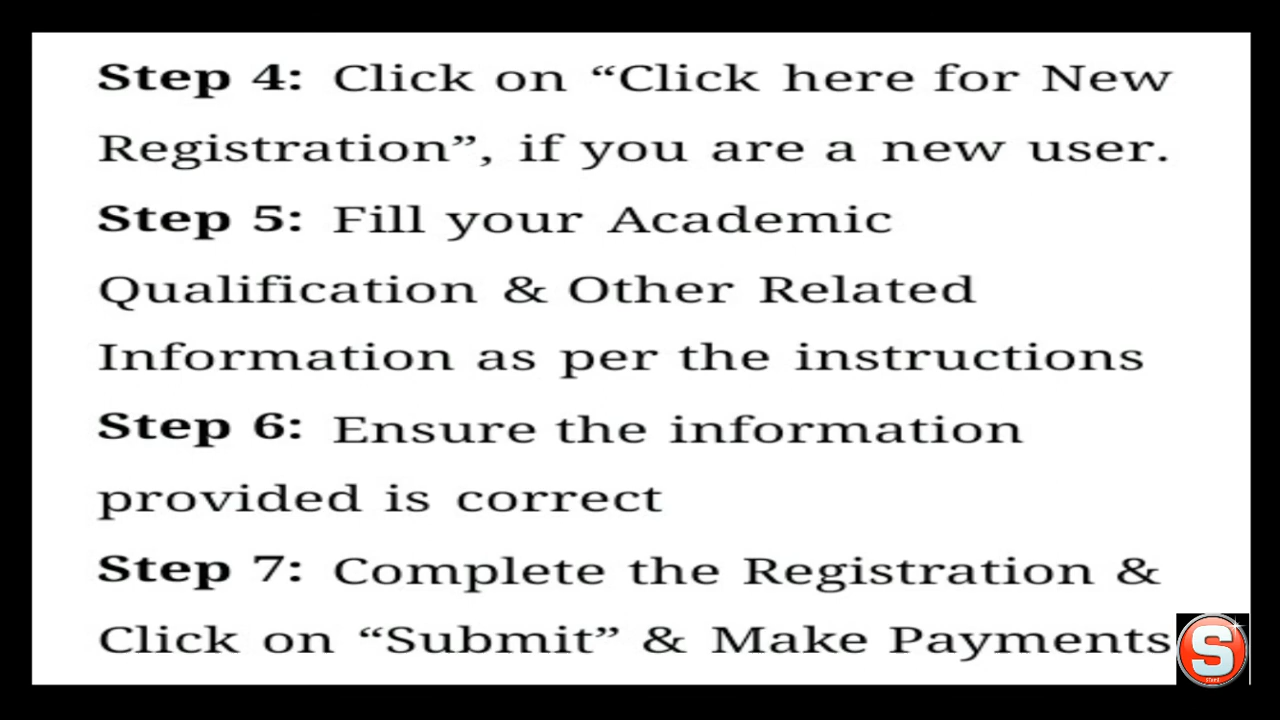 Step 4: Click on “Click here for New
Registration”, if you are a new user.
Step 5: Fill your Academic
Qualification & Other Related
Information as per the instructions
Step 6: Ensure the information
provided is correct
Step 7: Complete the Registration &
Click on “Submit” & Make Payments
S